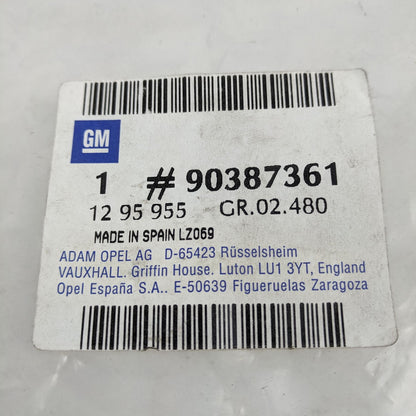 GM
1 # 90387361
12 95 955 GR.02.480
MADE IN SPAIN LZ069
ADAM OPEL AG D-65423 Rüsselsheim
VAUXHALL. Griffin House. Luton LU1 3YT, England
Opel España S.A.. E-50639 Figueruelas Zaragoza